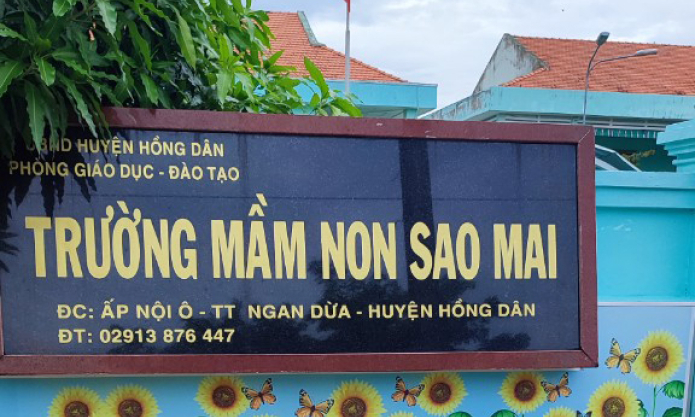 UBND HUYỆN HỒNG DÂN
PHÒNG GIÁO DỤC - ĐÀO TẠO
TRƯỜNG MẦM NON SAO MAI
ĐC: ẤP NỘI Ô - TT NGAN DỪA - HUYỆN HỒNG DÂN
ĐT: 02913 876 447